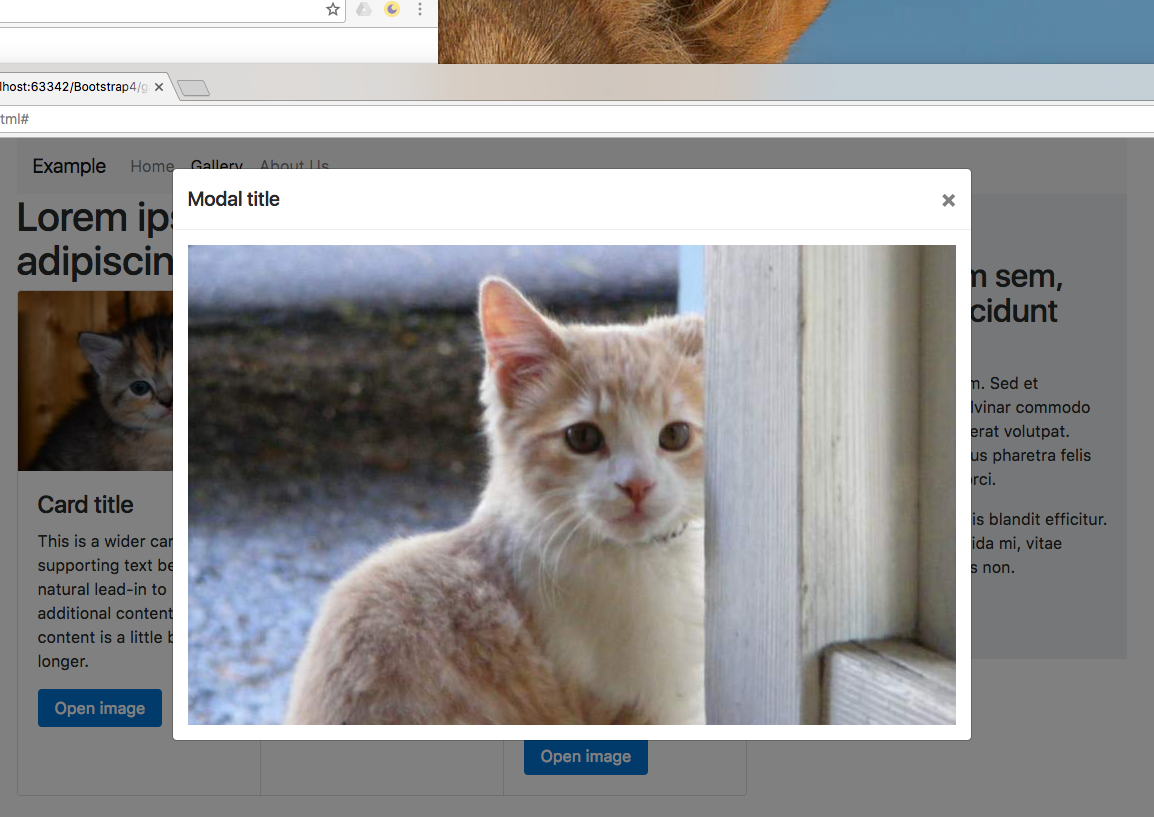 lhost:63342/Bootstrap4/g
tml#
Example Home Gallery About Us
Modal title
×
Lorem ips
adipiscin
Card title
This is a wider car
supporting text be
natural lead-in to
additional content
content is a little b
longer.
Open image
Open image
m sem,
cidunt
m. Sed et
lvinar commodo
erat volutpat.
us pharetra felis
orci.
is blandit efficitur.
ida mi, vitae
s non.